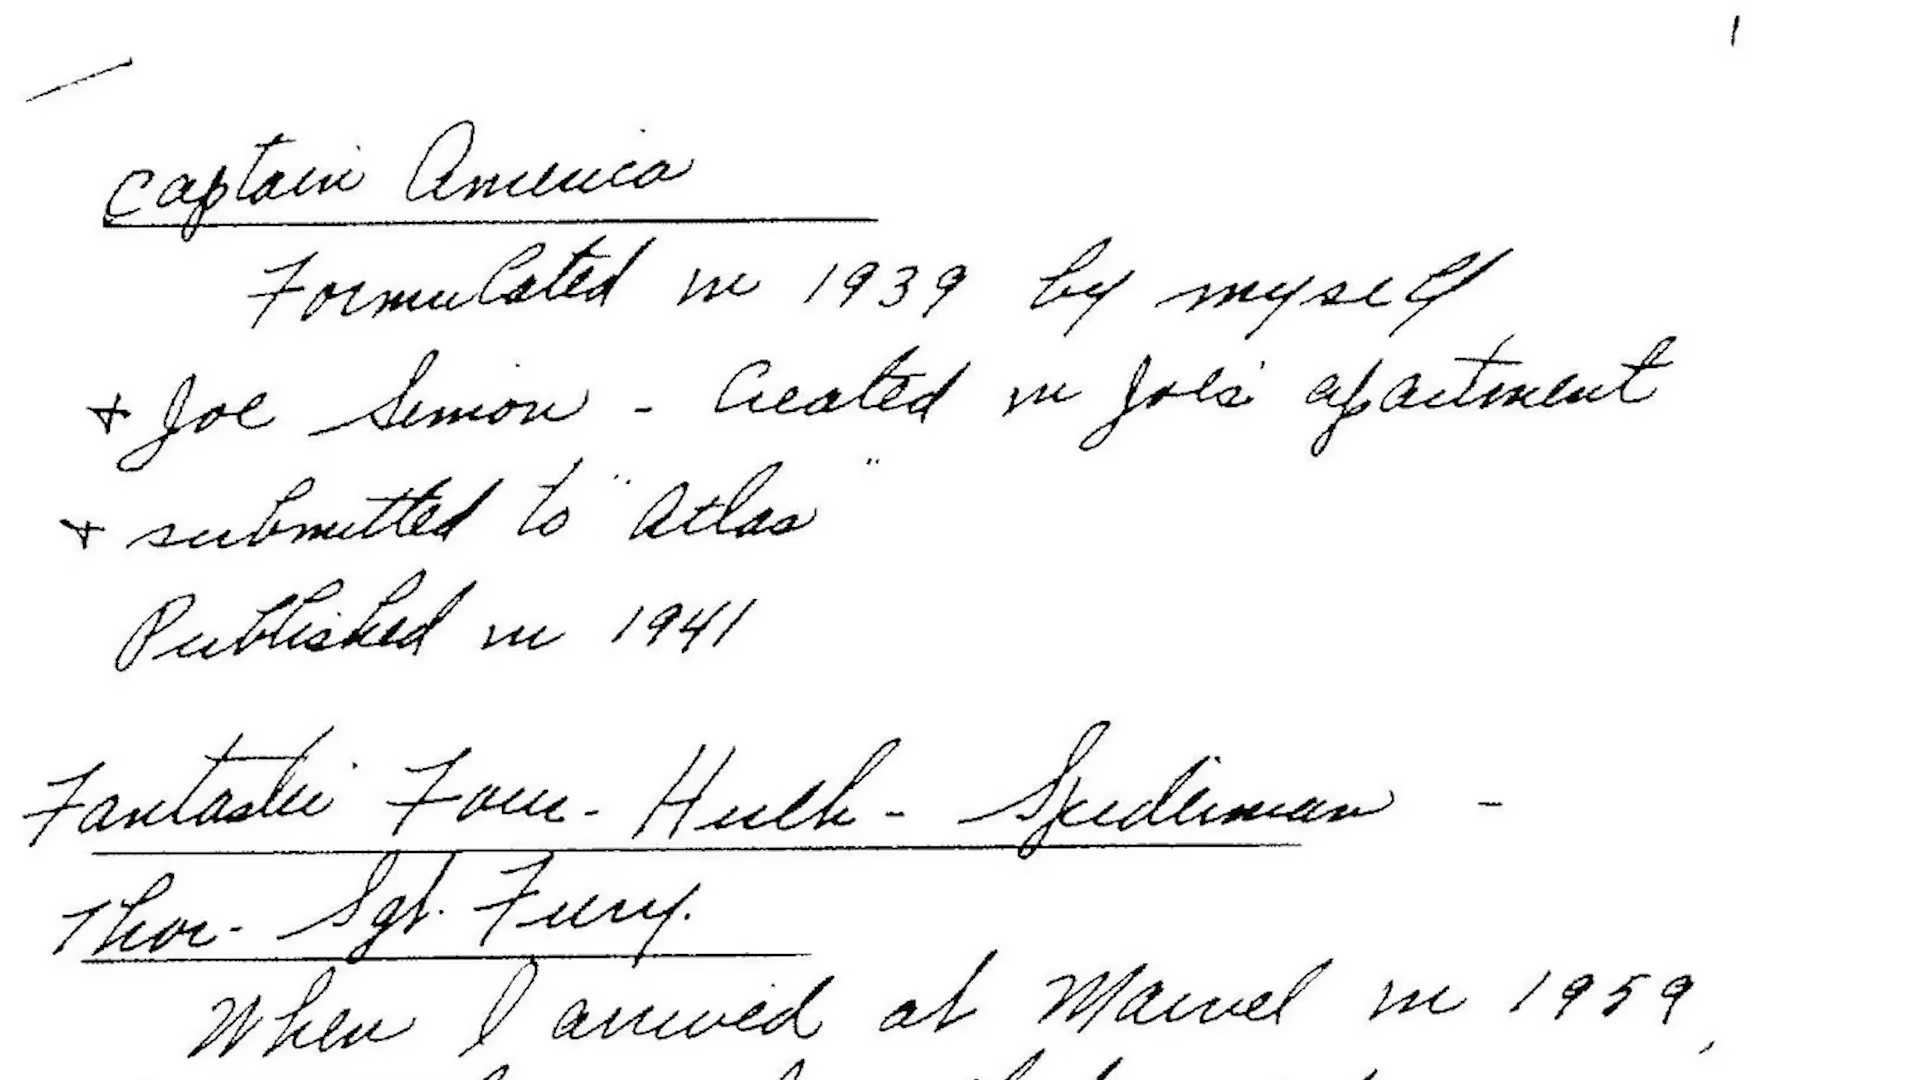 Captain America
Formulated in 1939 by myself
+ Joe Simon - Created in Joe's apartment
+ submitted to "Atlas"
Published in 1941
Fantastic Four - Hulk - Spiderman -
Thor - Sgt. Fury.
When I arrived at Marvel in 1959,